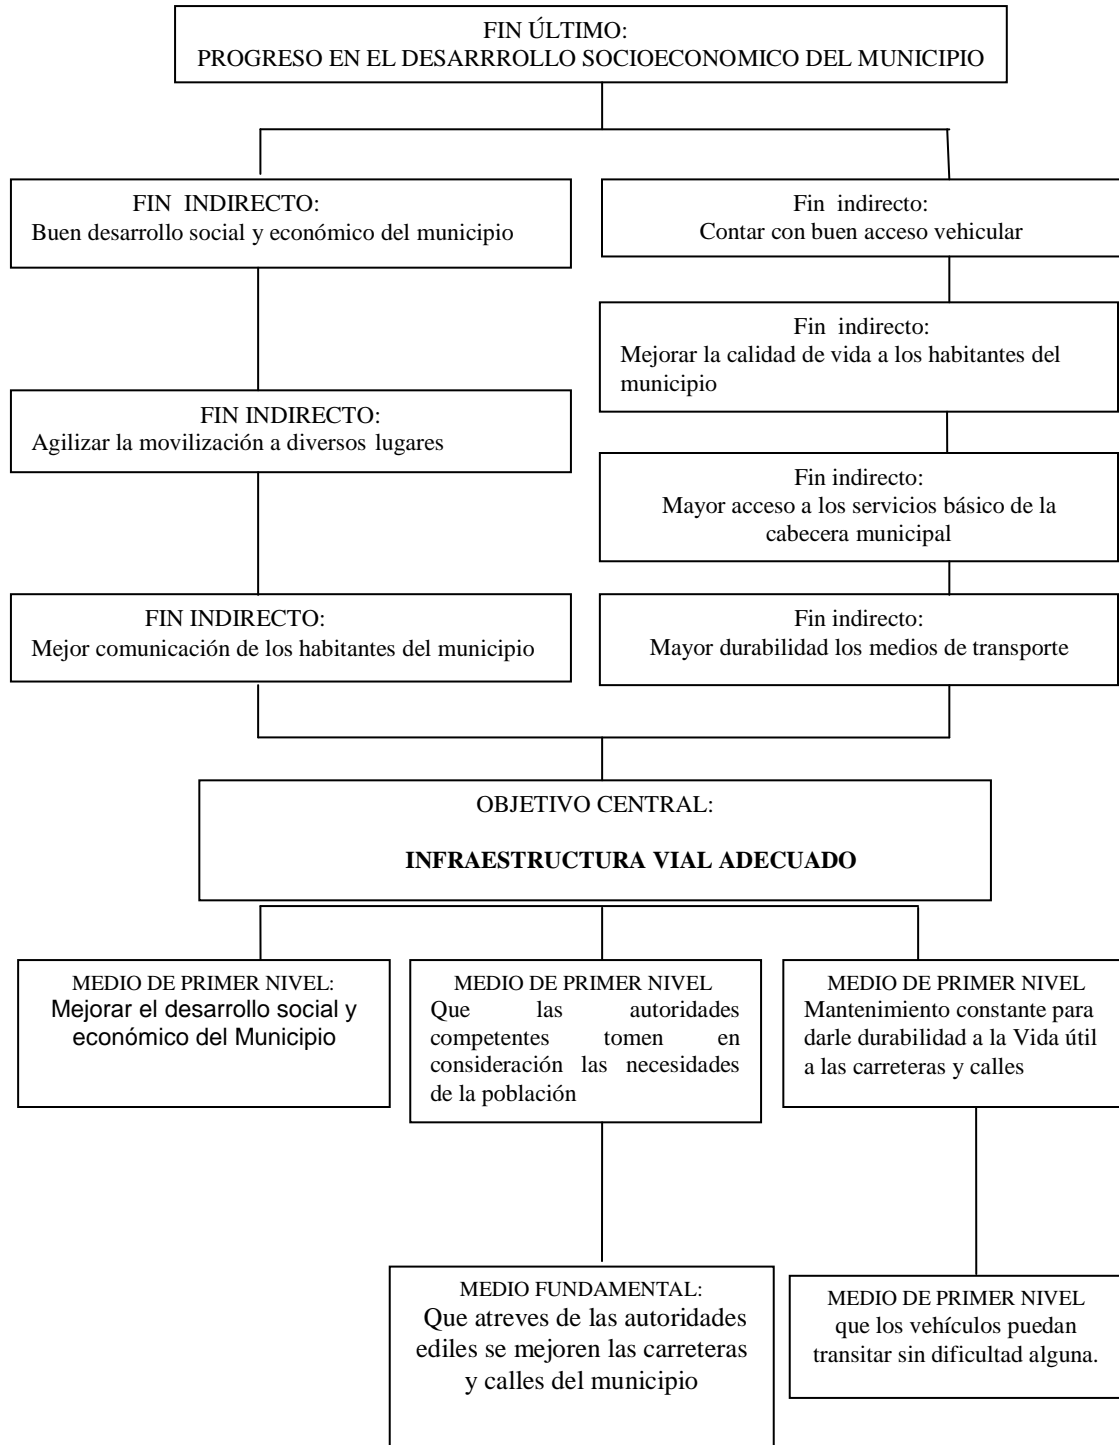 FIN ÚLTIMO:
PROGRESO EN EL DESARRROLLO SOCIOECONOMICO DEL MUNICIPIO
FIN INDIRECTO:
Buen desarrollo social y económico del municipio
Fin indirecto:
Contar con buen acceso vehicular
Fin indirecto:
Mejorar la calidad de vida a los habitantes del
municipio
FIN INDIRECTO:
Agilizar la movilización a diversos lugares
Fin indirecto:
Mayor acceso a los servicios básico de la
cabecera municipal
FIN INDIRECTO:
Mejor comunicación de los habitantes del municipio
Fin indirecto:
Mayor durabilidad los medios de transporte
OBJETIVO CENTRAL:
INFRAESTRUCTURA VIAL ADECUADO
MEDIO DE PRIMER NIVEL:
Mejorar el desarrollo social y
económico del Municipio
MEDIO DE PRIMER NIVEL
Que las autoridades
competentes tomen en
consideración las necesidades
de la población
MEDIO DE PRIMER NIVEL
Mantenimiento constante para
darle durabilidad a la Vida útil
a las carreteras y calles
MEDIO FUNDAMENTAL:
Que atreves de las autoridades
ediles se mejoren las carreteras
y calles del municipio
MEDIO DE PRIMER NIVEL
que los vehículos puedan
transitar sin dificultad alguna.